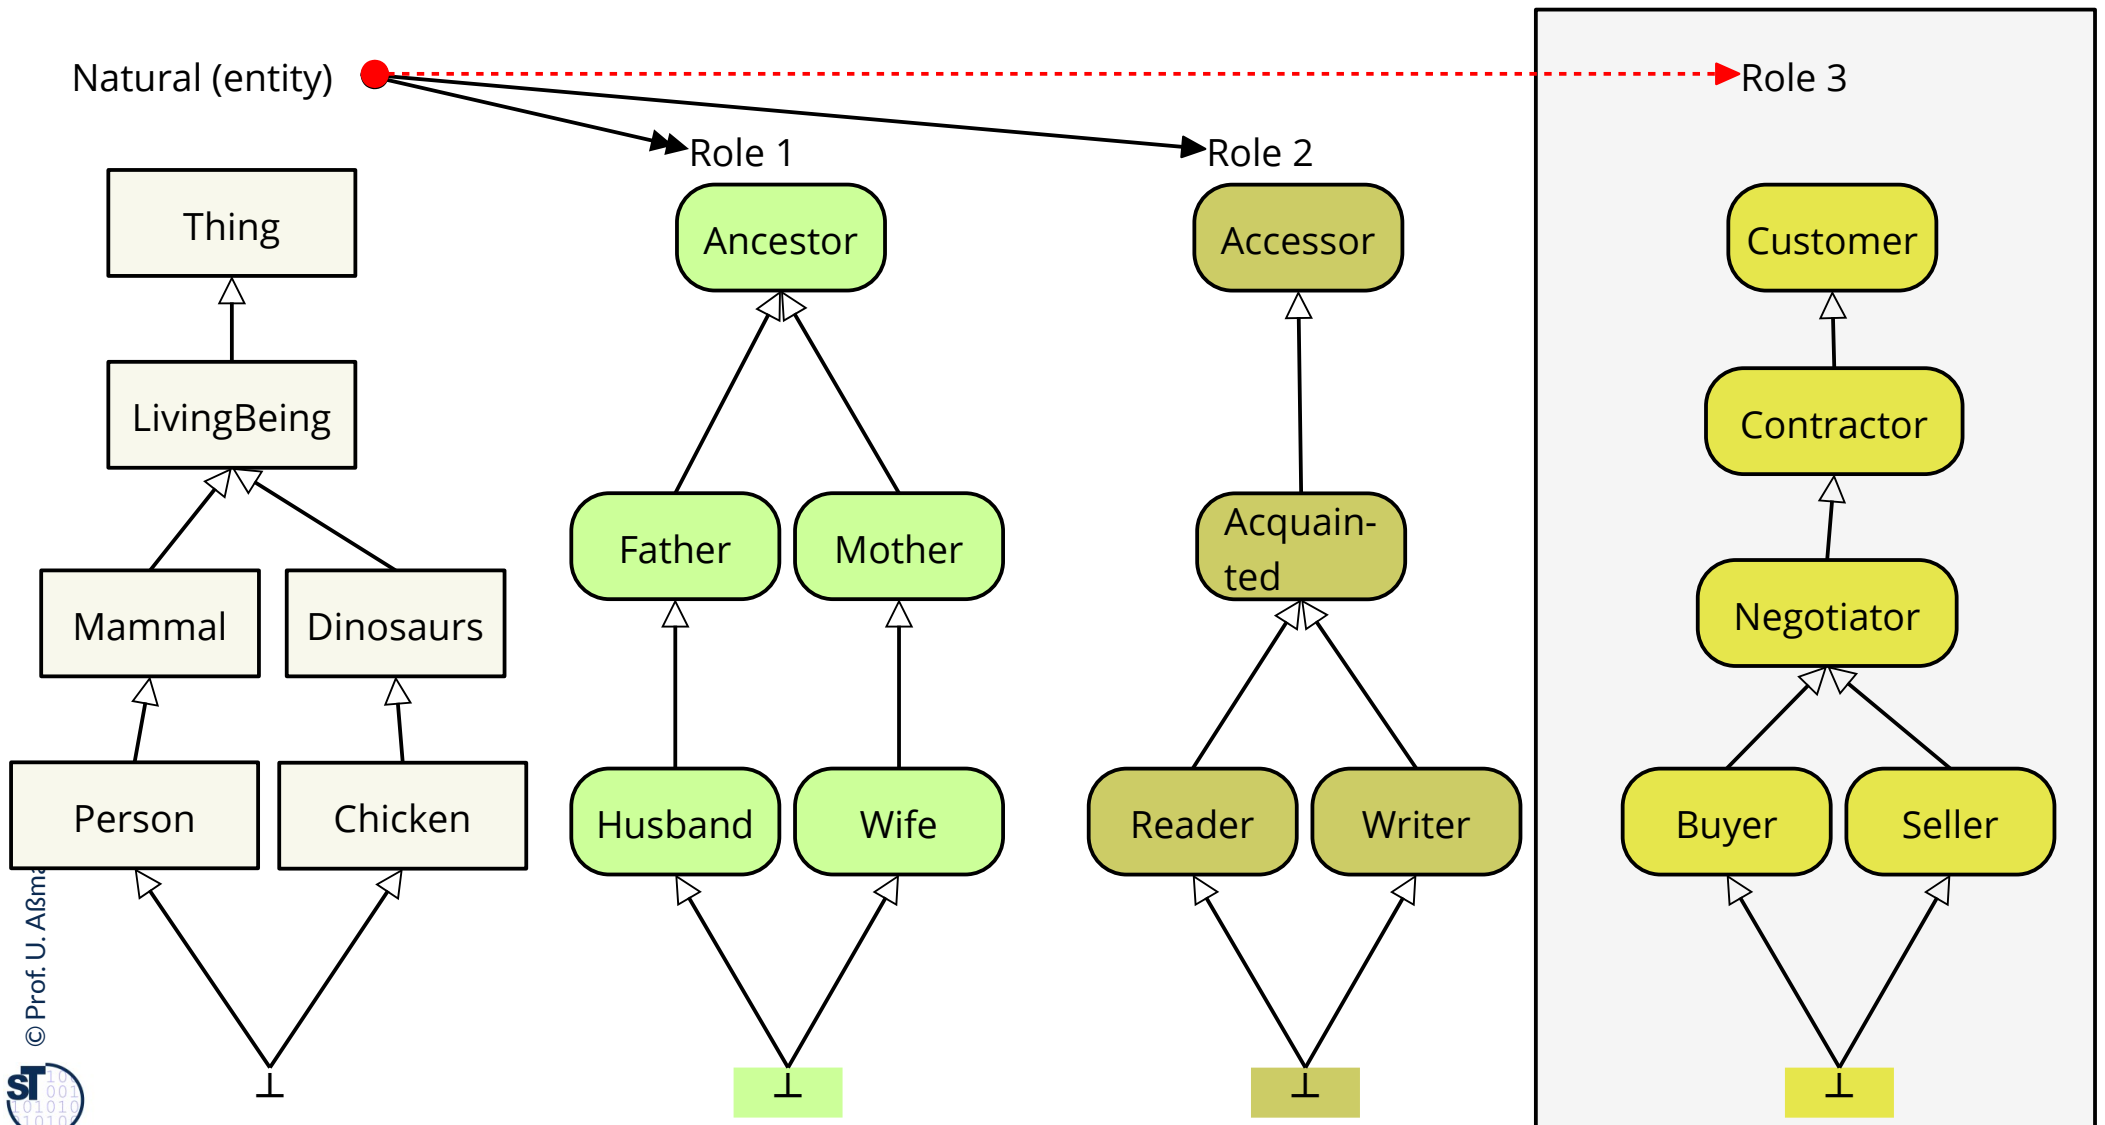 Natural (entity)
Role 3
Role 1
Role 2
Thing
Ancestor
Accessor
Customer
LivingBeing
Contractor
Mammal
Dinosaurs
Father
Mother
Acquain-
ted
Negotiator
Person
Chicken
Husband
Wife
Reader
Writer
Buyer
Seller
⊥
⊥
⊥
⊥
© Prof. U.
ST